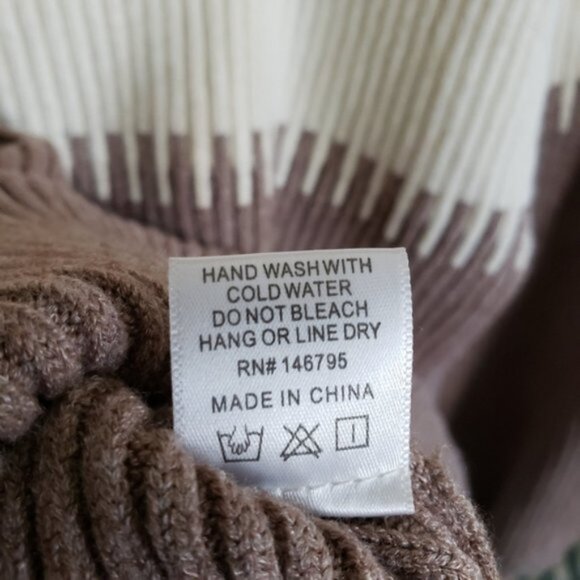 HAND WASH WITH
COLD WATER
DO NOT BLEACH
HANG OR LINE DRY
RN# 146795
MADE IN CHINA